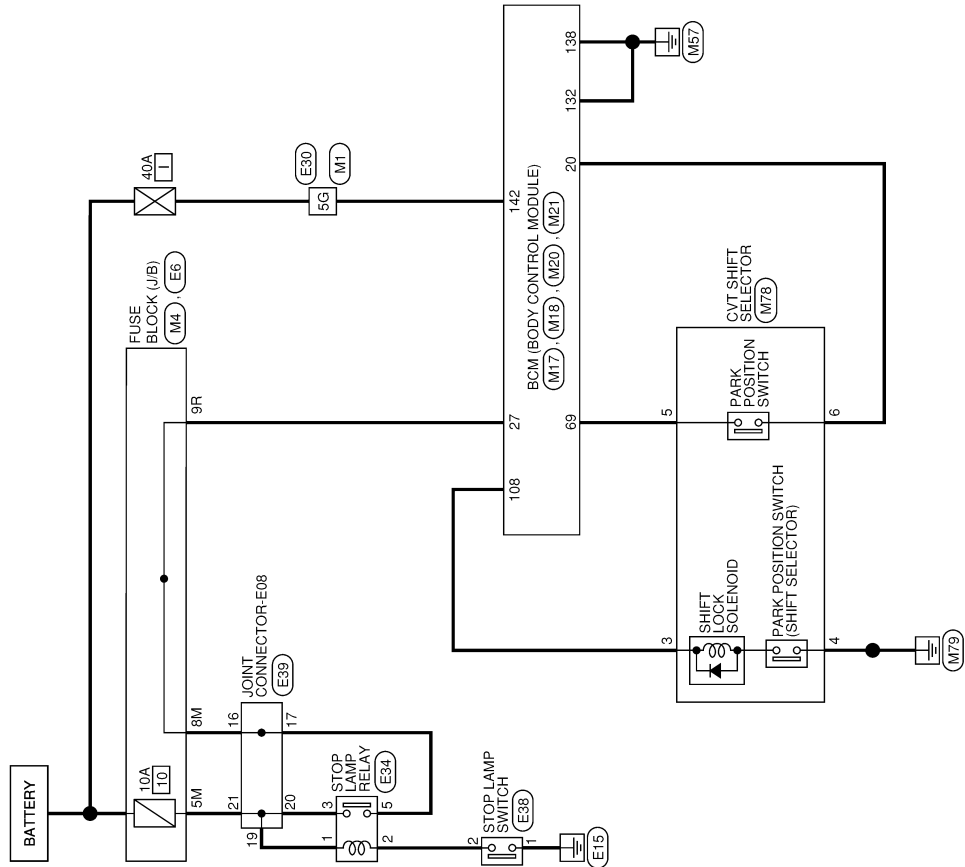 BATTERY
10A
10
5M
8M
9R
FUSE
BLOCK (J/B)
M4 , E6
40A
I
5G
E30
M1
21
16
JOINT
CONNECTOR-E08
E39
19
20
17
1
3
STOP
LAMP
RELAY
E34
2
5
2
STOP LAMP
SWITCH
E38
1
E15
108
27
142
BCM (BODY CONTROL MODULE)
M17 , M18 , M20 , M21
69
20
132
138
M57
3
5
CVT SHIFT
SELECTOR
M78
SHIFT
LOCK
SOLENOID
PARK POSITION SWITCH
(SHIFT SELECTOR)
PARK
POSITION
SWITCH
4
6
M79